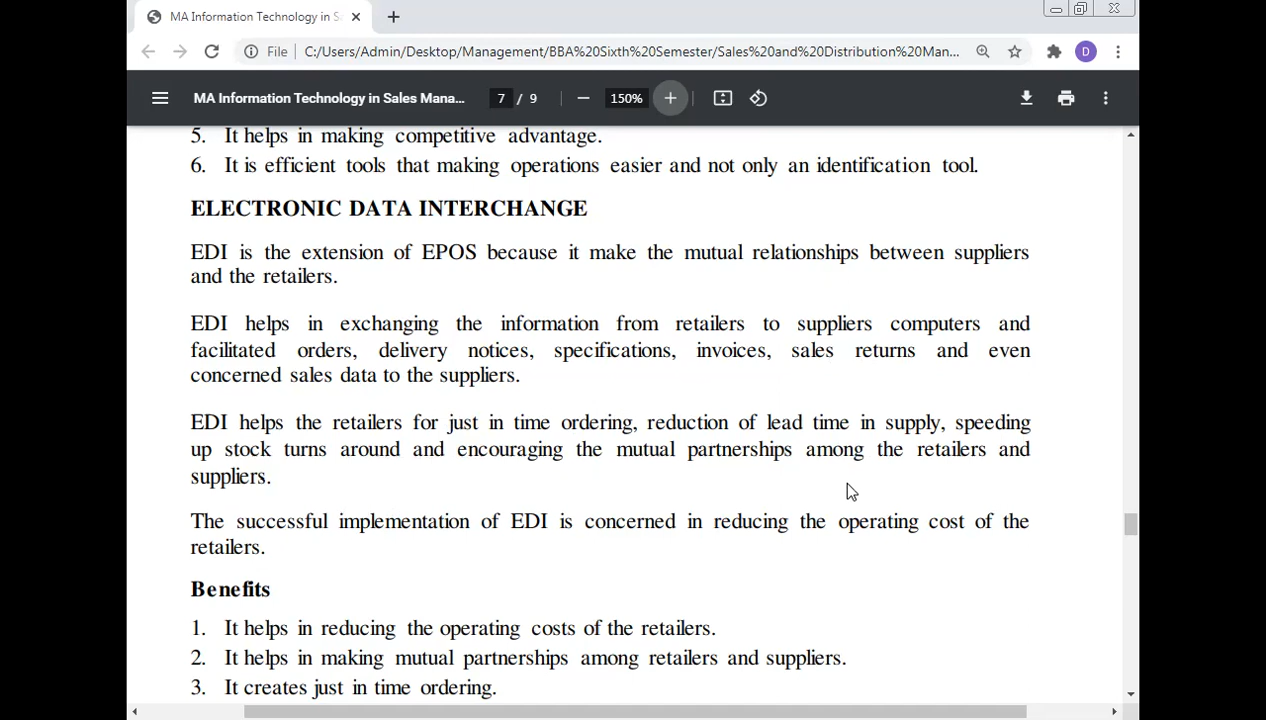 MA Information Technology in S
File C:/Users/Admin/Desktop/Management/BBA%20Sixth%20Semester/Sales%20and%20Distribution%20Man...
D
MA Information Technology in Sales Mana... 7 / 9 150%
5. It helps in making competitive advantage.
6. It is efficient tools that making operations easier and not only an identification tool.
ELECTRONIC DATA INTERCHANGE
EDI is the extension of EPOS because it make the mutual relationships between suppliers
and the retailers.
EDI helps in exchanging the information from retailers to suppliers computers and
facilitated orders, delivery notices, specifications, invoices, sales returns and even
concerned sales data to the suppliers.
EDI helps the retailers for just in time ordering, reduction of lead time in supply, speeding
up stock turns around and encouraging the mutual partnerships among the retailers and
suppliers.
The successful implementation of EDI is concerned in reducing the operating cost of the
retailers.
Benefits
1. It helps in reducing the operating costs of the retailers.
2. It helps in making mutual partnerships among retailers and suppliers.
3. It creates just in time ordering.